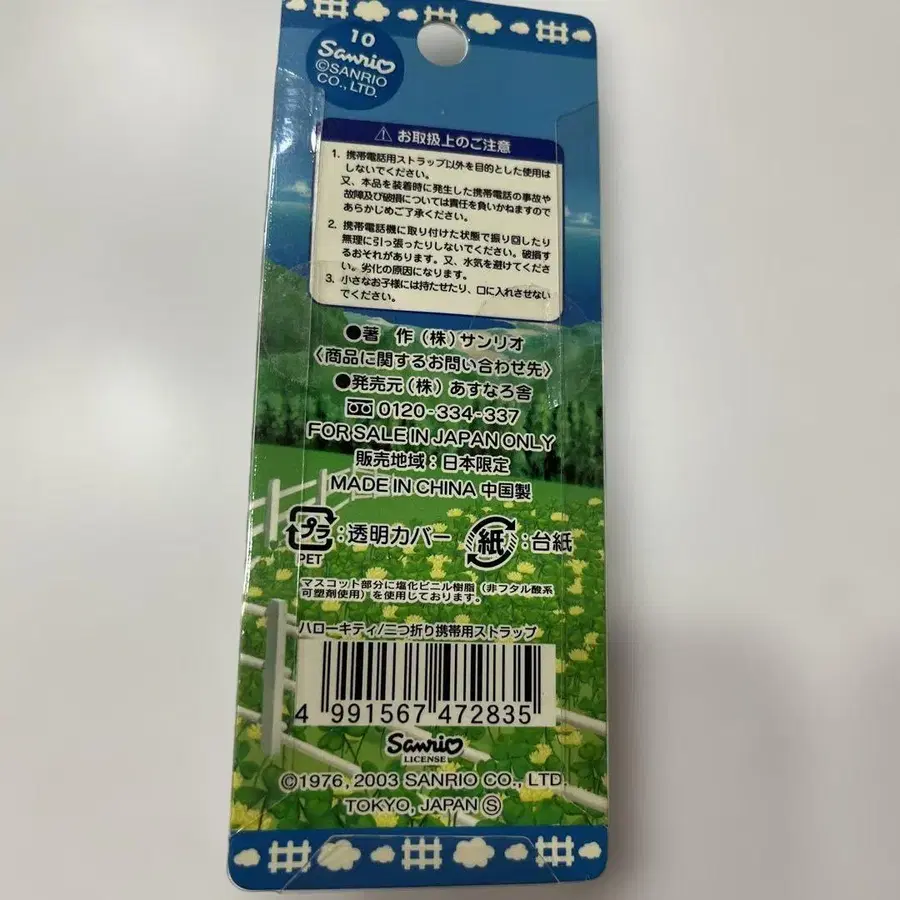 10
Sanrio
©SANRIO
CO., LTD.
⚠ お取扱上のご注意
1. 携帯電話用ストラップ以外を目的とした使用は
しないでください。
又、本品を装着時に発生した携帯電話の事故や
故障及び破損については責任を負いかねますので
あらかじめご了承ください。
2. 携帯電話機に取り付けた状態で振り回したり
無理に引っ張ったりしないでください。破損す
るおそれがあります。又、水気を避けてくださ
い。劣化の原因になります。
3. 小さなお子様には持たせたり、口に入れさせない
でください。
●著 作(株)サンリオ
〈商品に関するお問い合わせ先〉
●発売元(株)あすなろ舎
0120-334-337
FOR SALE IN JAPAN ONLY
販売地域:日本限定
MADE IN CHINA 中国製
プラ:透明カバー 紙:台紙
PET
マスコット部分に塩化ビニル樹脂(非フタル酸系
可塑剤使用)を使用しております。
ハローキティ/二つ折り携帯用ストラップ
4 991567 472835
Sanrio
LICENSE
©1976, 2003 SANRIO CO., LTD.
TOKYO, JAPAN Ⓢ